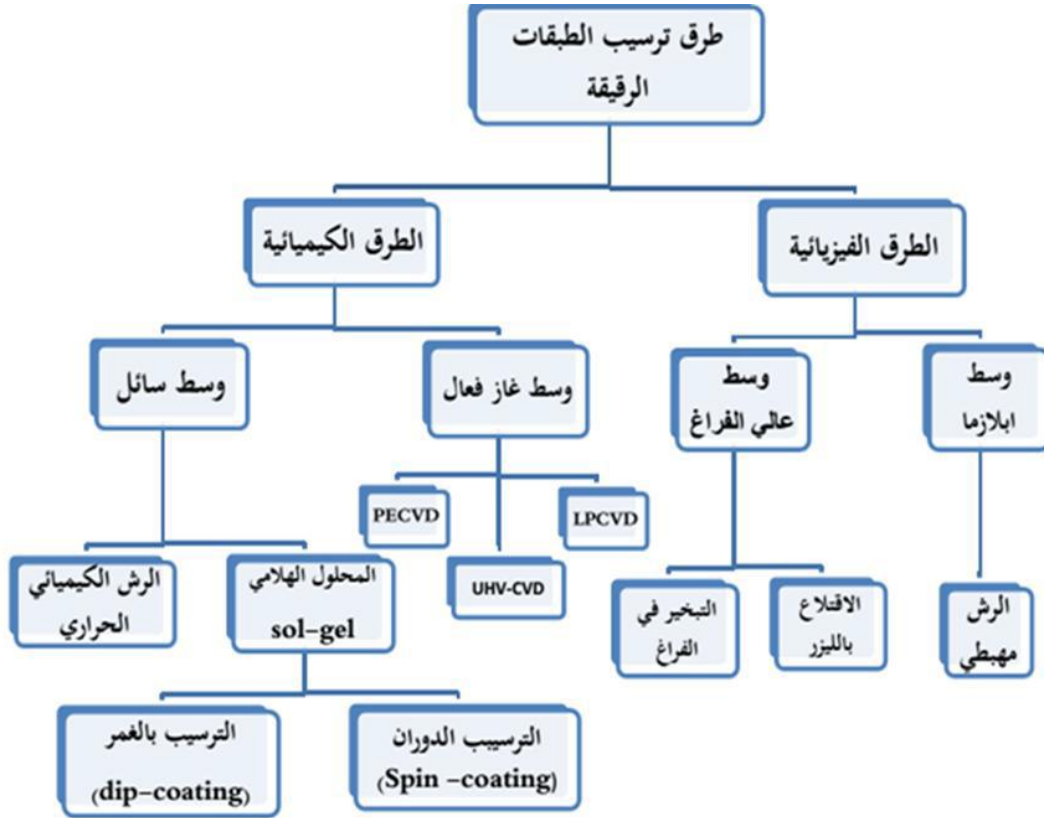 طرق ترسيب الطبقات
الرقيقة
الطرق الفيزيائية
الطرق الكيميائية
وسط
ابلازما
وسط
عالي الفراغ
وسط غاز فعال
وسط سائل
LPCVD
PECVD
UHV-CVD
الرش
مهبطي
الاقتلاع
بالليزر
التبخير في
الفراغ
المحلول الهلامي
sol-gel
الرش الكيميائي
الحراري
الترسييب الدوران
(Spin -coating)
الترسيب بالغمر
(dip-coating)